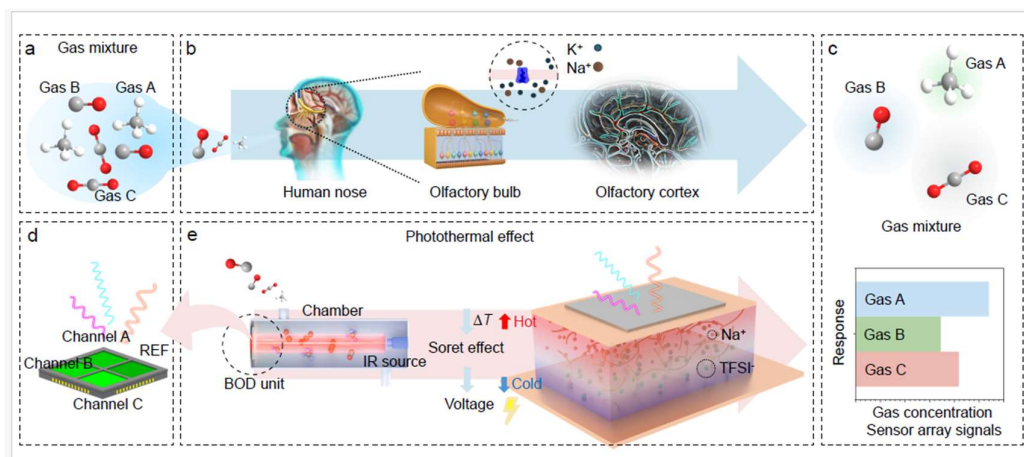 a
Gas mixture
Gas B
Gas A
Gas C
b
K⁺
Na⁺
Human nose
Olfactory bulb
Olfactory cortex
c
Gas A
Gas B
Gas C
Gas mixture
d
Channel A
REF
Channel B
Channel C
e
Photothermal effect
Chamber
IR source
BOD unit
ΔT
Hot
Soret effect
Cold
Voltage
Na⁺
TFSI⁻
Response
Gas A
Gas B
Gas C
Gas concentration
Sensor array signals